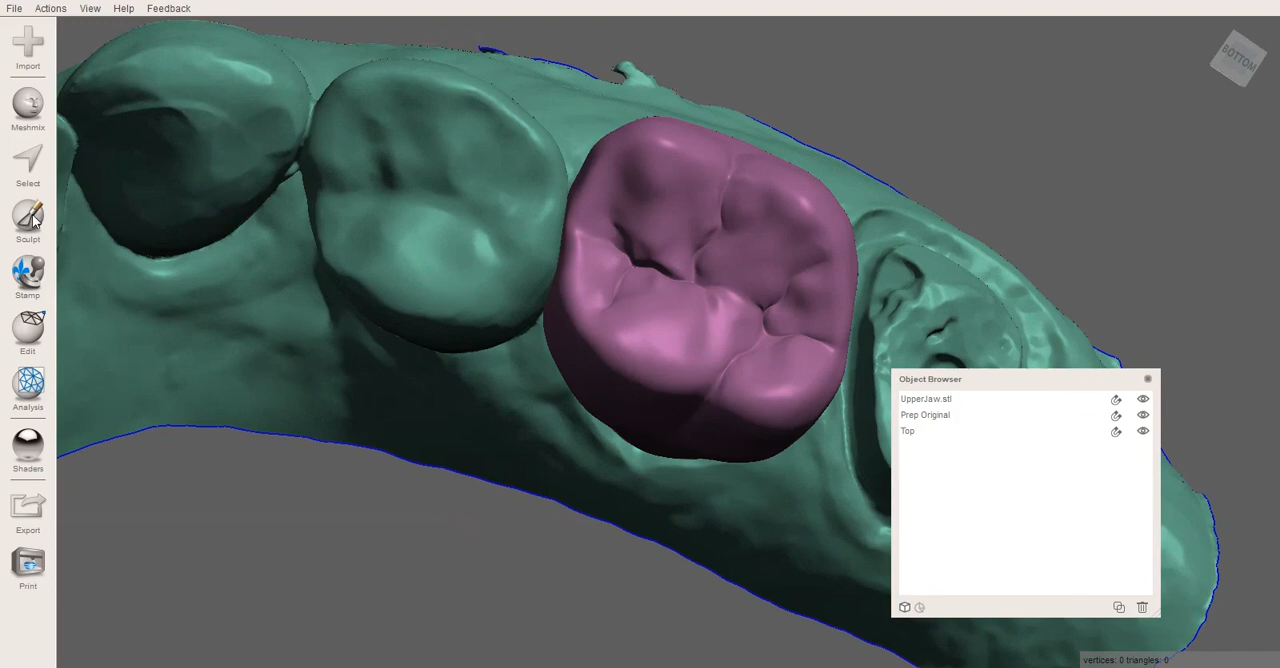 File Actions View Help Feedback
Import
Meshmix
Select
Sculpt
Stamp
Edit
Analysis
Shaders
Export
Print
BOTTOM
Object Browser
UpperJaw.stl
Prep Original
Top
vertices: 0 triangles: 0